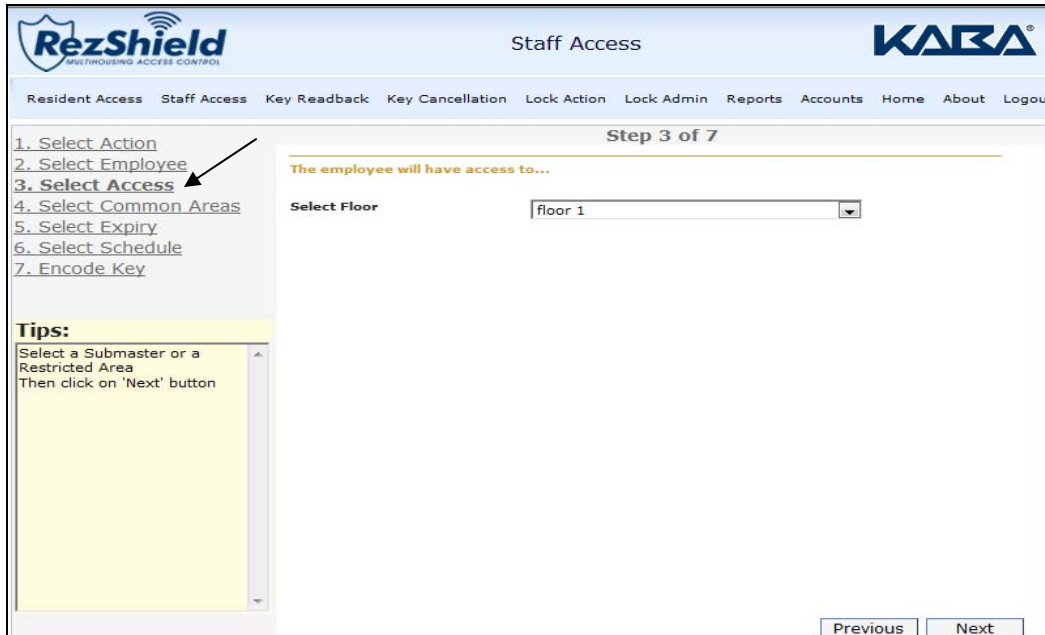 RezShield
MULTIHOUSING ACCESS CONTROL
Staff Access
KABA®
Resident Access Staff Access Key Readback Key Cancellation Lock Action Lock Admin Reports Accounts Home About Logou
1. Select Action
2. Select Employee
3. Select Access
4. Select Common Areas
5. Select Expiry
6. Select Schedule
7. Encode Key
Tips:
Select a Submaster or a
Restricted Area
Then click on 'Next' button
Step 3 of 7
The employee will have access to...
Select Floor floor 1
Previous Next